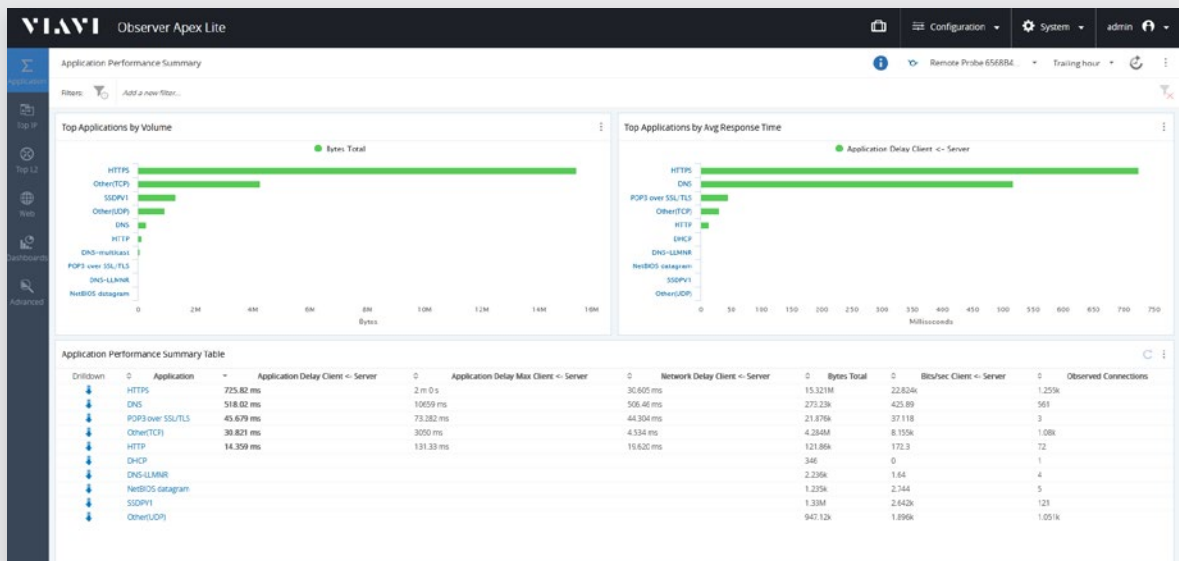 VIAVI Observer Apex Lite Configuration System admin
Application Performance Summary Remote Probe 6568B4... Trailing hour
Filters: Add a new filter...
Application
Top IP
Top L2
Web
Dashboards
Advanced
Top Applications by Volume
Bytes Total
HTTPS
Other(TCP)
SSDPV1
Other(UDP)
DNS
HTTP
DNS-multicast
POP3 over SSL/TLS
DNS-LLMNR
NetBIOS datagram
0 2M 4M 6M 8M 10M 12M 14M 16M
Bytes
Top Applications by Avg Response Time
Application Delay Client <- Server
HTTPS
DNS
POP3 over SSL/TLS
Other(TCP)
HTTP
DHCP
DNS-LLMNR
NetBIOS datagram
SSDPV1
Other(UDP)
0 50 100 150 200 250 300 350 400 450 500 550 600 650 700 750
Milliseconds
Application Performance Summary Table
Drilldown Application Application Delay Client <- Server Application Delay Max Client <- Server Network Delay Client <- Server Bytes Total Bits/sec Client <- Server Observed Connections
HTTPS 725.82 ms 2 m 0 s 30.605 ms 15.321M 22.824k 1.259k
DNS 518.02 ms 10659 ms 506.46 ms 273.23k 425.89 561
POP3 over SSL/TLS 45.679 ms 73.282 ms 44.304 ms 21.876k 37.118 3
Other(TCP) 30.821 ms 3050 ms 4.534 ms 4.284M 8.155k 1.08k
HTTP 14.359 ms 131.33 ms 15.620 ms 121.86k 172.3 72
DHCP 346 0 1
DNS-LLMNR 2.236k 1.64 4
NetBIOS datagram 1.235k 2.744 5
SSDPV1 1.33M 2.642k 121
Other(UDP) 947.12k 1.896k 1.051k